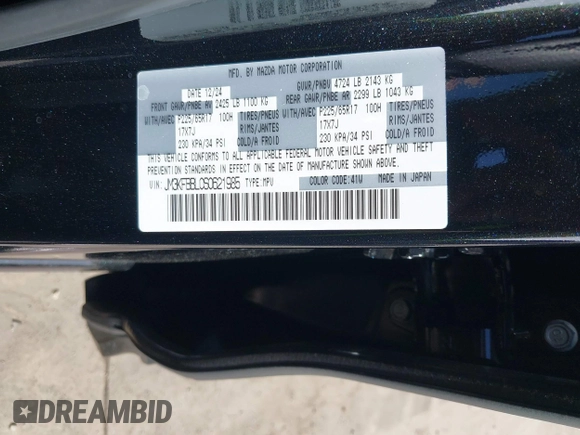 MFD. BY MAZDA MOTOR CORPORATION
DATE 12/24 GVWR/PNBV 4724 LB 2143 KG
FRONT GAWR/PNBE AV 2425 LB 1100 KG REAR GAWR/PNBE AR 2299 LB 1043 KG
WITH/AVEC P225/65R17 100H TIRES/PNEUS WITH/AVEC P225/65R17 100H TIRES/PNEUS
17X7J RIMS/JANTES 17X7J RIMS/JANTES
230 KPA/34 PSI COLD/A FROID 230 KPA/34 PSI COLD/A FROID
THIS VEHICLE CONFORMS TO ALL APPLICABLE FEDERAL MOTOR VEHICLE SAFETY AND THEFT
PREVENTION STANDARDS IN EFFECT ON THE DATE OF MANUFACTURE SHOWN ABOVE.
VIN: JM3KFBBL0S0621985 TYPE: MPV COLOR CODE: 41W MADE IN JAPAN
DREAMBID